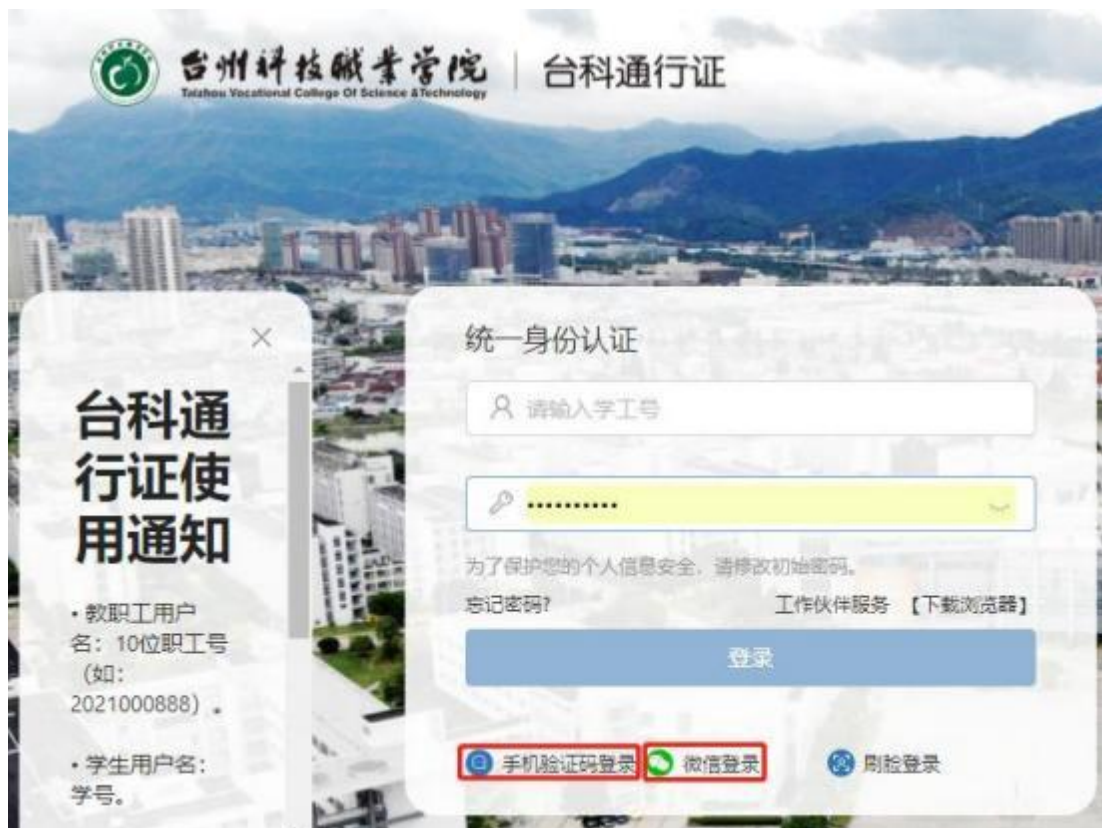 台州科技职业学院
Taizhou Vocational College Of Science &Technology
台科通行证
×
台科通
行证使
用通知
• 教职工用户
名：10位职工号
（如：
2021000888）。
• 学生用户名：
学号。
统一身份认证
请输入学工号
••••••••••
为了保护您的个人信息安全，请修改初始密码。
忘记密码? 工作伙伴服务 【下载浏览器】
登录
手机验证码登录 微信登录 刷脸登录